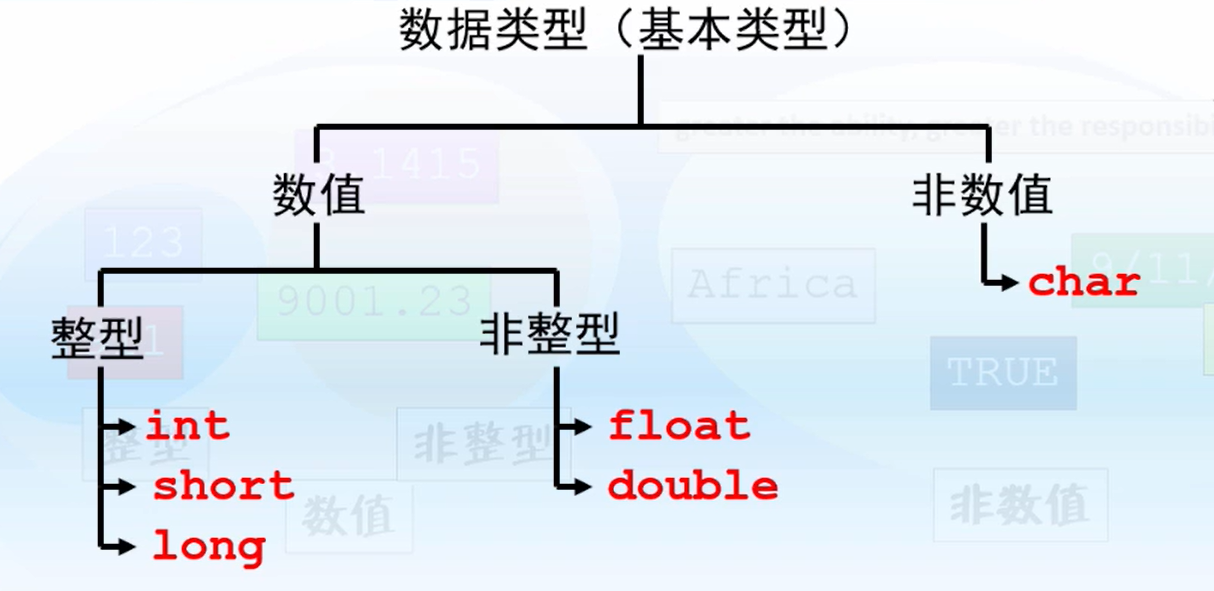 数据类型（基本类型）
greater the ability, greater the responsibi
3.1415
数值
非数值
123
9/11/
char
Africa
9001.23
整型
1
非整型
TRUE
int
float
整型
非整型
short
double
数值
非数值
long